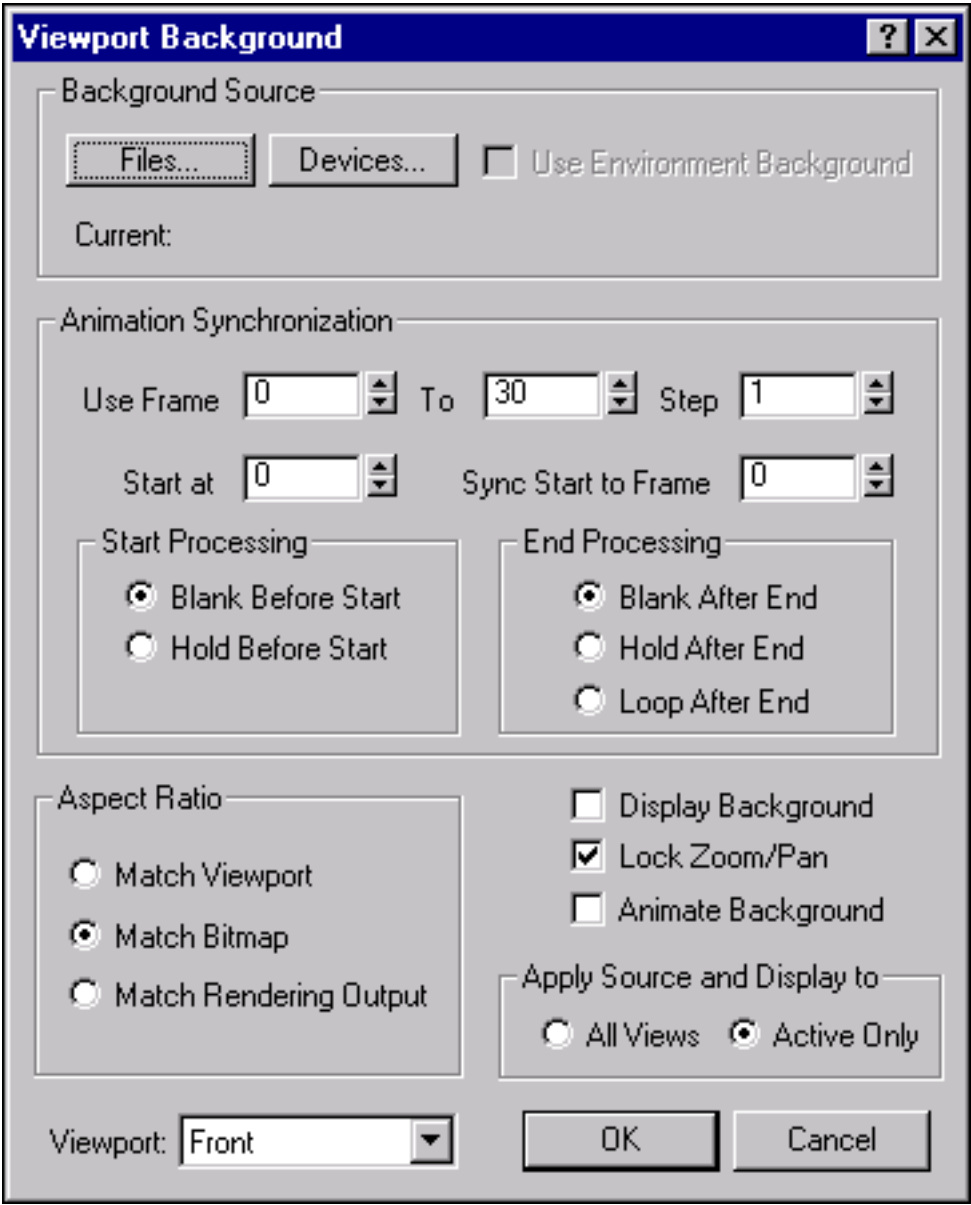 Viewport Background
Background Source
Files... Devices... Use Environment Background
Current:
Animation Synchronization
Use Frame 0 To 30 Step 1
Start at 0 Sync Start to Frame 0
Start Processing
Blank Before Start
Hold Before Start
End Processing
Blank After End
Hold After End
Loop After End
Aspect Ratio
Match Viewport
Match Bitmap
Match Rendering Output
Display Background
Lock Zoom/Pan
Animate Background
Apply Source and Display to
All Views Active Only
Viewport: Front
OK Cancel